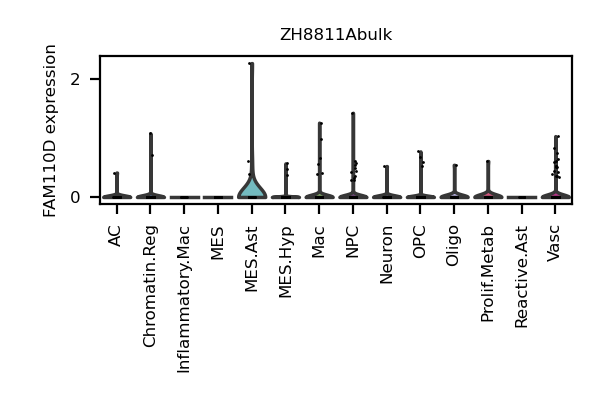 ZH8811Abulk
FAM110D expression
2
0
AC
Chromatin.Reg
Inflammatory.Mac
MES
MES.Ast
MES.Hyp
Mac
NPC
Neuron
OPC
Oligo
Prolif.Metab
Reactive.Ast
Vasc